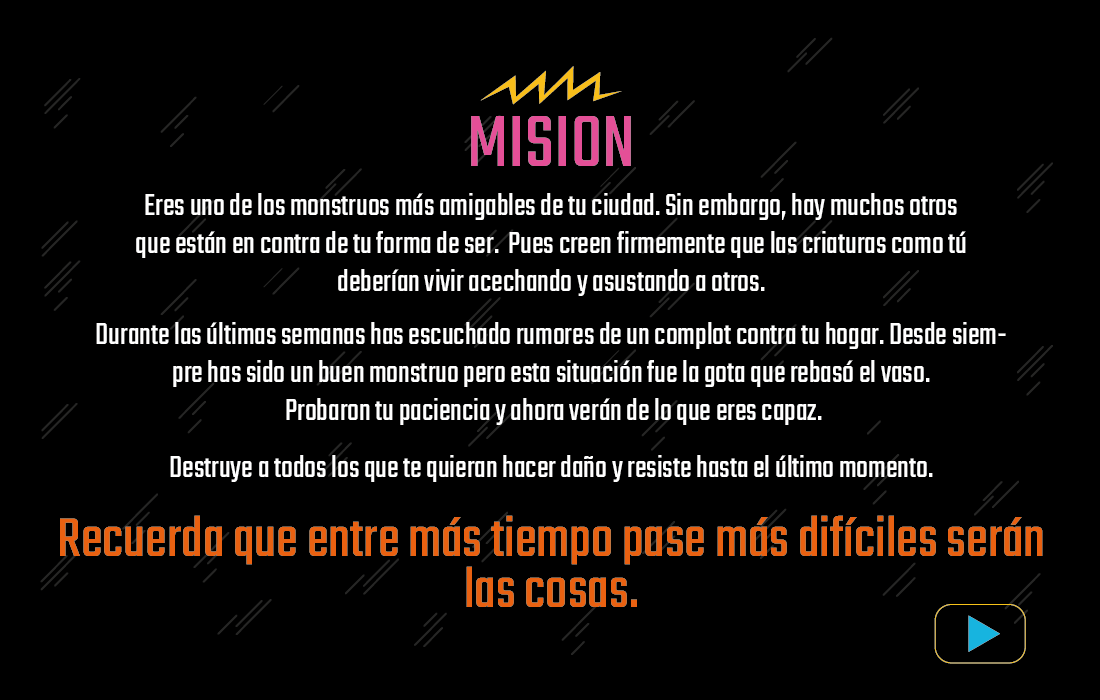 MISION
Eres uno de los monstruos más amigables de tu ciudad. Sin embargo, hay muchos otros
que están en contra de tu forma de ser. Pues creen firmemente que las criaturas como tú
deberían vivir acechando y asustando a otros.
Durante las últimas semanas has escuchado rumores de un complot contra tu hogar. Desde siem-
pre has sido un buen monstruo pero esta situación fue la gota que rebasó el vaso.
Probaron tu paciencia y ahora verán de lo que eres capaz.
Destruye a todos los que te quieran hacer daño y resiste hasta el último momento.
Recuerda que entre más tiempo pase más difíciles serán
las cosas.